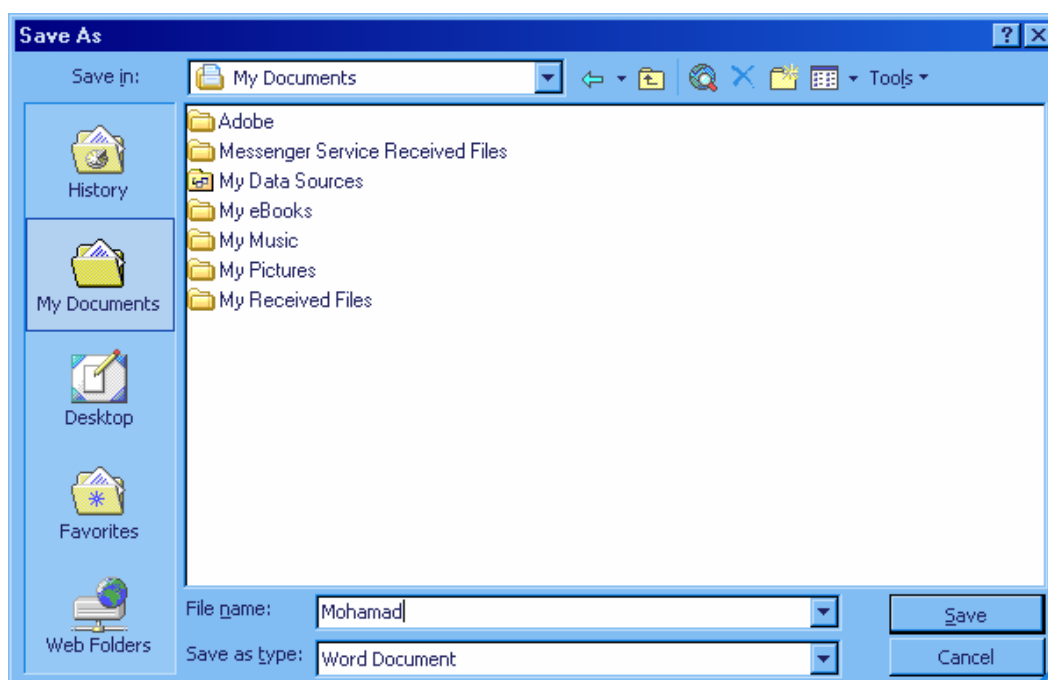 Save As
Save in:
My Documents
Tools
History
My Documents
Desktop
Favorites
Web Folders
Adobe
Messenger Service Received Files
My Data Sources
My eBooks
My Music
My Pictures
My Received Files
File name:
Mohamad
Save
Save as type:
Word Document
Cancel